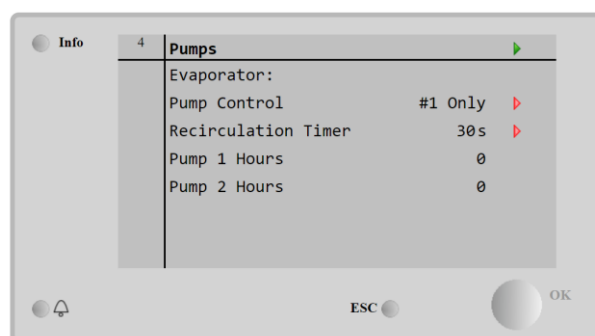 Info
4 Pumps
Evaporator:
Pump Control #1 Only
Recirculation Timer 30s
Pump 1 Hours 0
Pump 2 Hours 0
ESC
OK